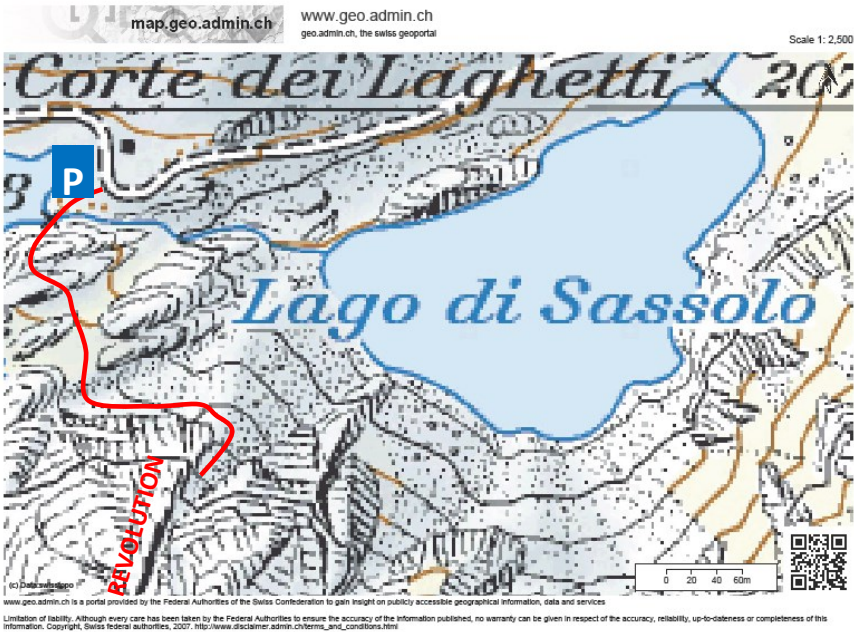 map.geo.admin.ch
www.geo.admin.ch
geo.admin.ch, the swiss geoportal
Scale 1: 2,500
Corte dei Laghetti
P
Lago di Sassolo
REVOLUTION
0 20 40 60m
(c) Data:swisstopo
www.geo.admin.ch is a portal provided by the Federal Authorities of the Swiss Confederation to gain insight on publicly accessible geographical information, data and services
Limitation of liability. Although every care has been taken by the Federal Authorities to ensure the accuracy of the information published, no warranty can be given in respect of the accuracy, reliability, up-to-dateness or completeness of this
information. Copyright, Swiss federal authorities, 2007. http://www.disclaimer.admin.ch/terms_and_conditions.html